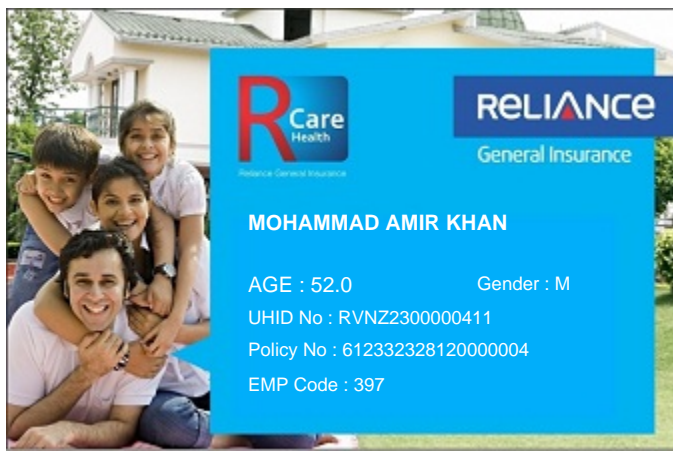 R Care
Health
Reliance General Insurance
RELIANCE
General Insurance
MOHAMMAD AMIR KHAN
AGE : 52.0 Gender : M
UHID No : RVNZ2300000411
Policy No : 612332328120000004
EMP Code : 397